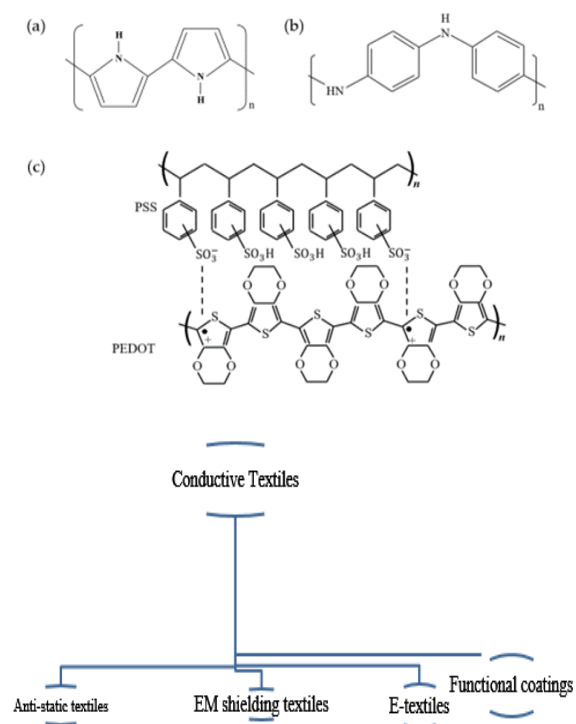 (a)
H
N
N
H
n
(b)
H
N
HN
n
(c)
n
PSS
SO₃⁻ SO₃H SO₃H SO₃H SO₃⁻
O O O O O O
S S S S S S
+ + n
PEDOT
O O O O O O
Conductive Textiles
Functional coatings
Anti-static textiles EM shielding textiles E-textiles